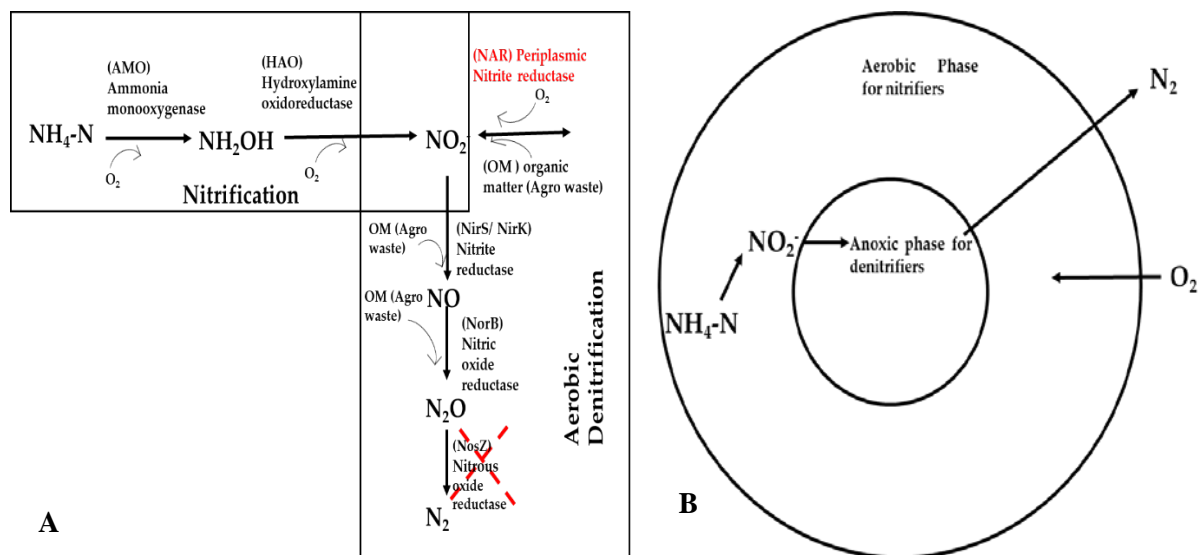 (AMO)
Ammonia
monooxygenase
(HAO)
Hydroxylamine
oxidoreductase
(NAR) Periplasmic
Nitrite reductase
O₂
NH₄-N
NH₂OH
NO₂⁻
O₂
O₂
(OM ) organic
matter (Agro waste)
Nitrification
OM (Agro
waste)
(NirS/ NirK)
Nitrite
reductase
NO
OM (Agro
waste)
(NorB)
Nitric
oxide
reductase
N₂O
(NosZ)
Nitrous
oxide
reductase
N₂
Aerobic
Denitrification
A
Aerobic Phase
for nitrifiers
N₂
NO₂⁻
Anoxic phase for
denitrifiers
O₂
NH₄-N
B